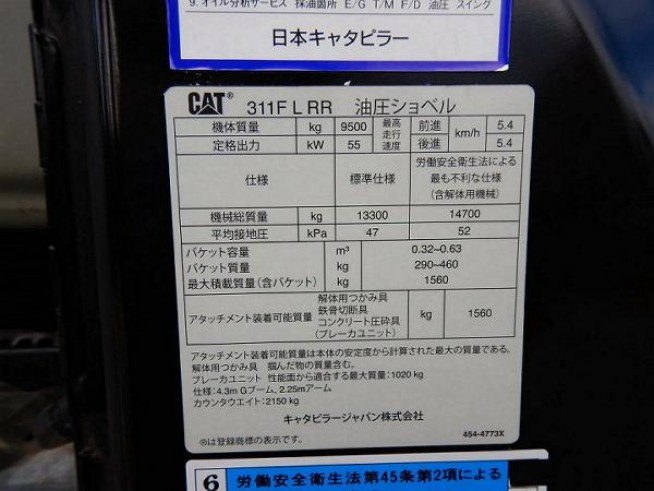 9. オイル分析サービス 採油箇所 E/G T/M F/D 油圧 スイング
日本キャタピラー
CAT® 311F L RR 油圧ショベル
機体質量 kg 9500 最高走行速度 前進 km/h 5.4
定格出力 kW 55 後進 5.4
仕様 標準仕様 労働安全衛生法による
最も不利な仕様
(含解体用機械)
機械総質量 kg 13300 14700
平均接地圧 kPa 47 52
バケット容量 m³ 0.32~0.63
バケット質量 kg 290~460
最大積載質量(含バケット) kg 1560
アタッチメント装着可能質量 解体用つかみ具 kg 1560
鉄骨切断具
コンクリート圧砕具
(ブレーカユニット)
アタッチメント装着可能質量は本体の安定度から計算された最大の質量である。
解体用つかみ具 掴んだ物の質量含む。
ブレーカユニット 性能面から適合する最大質量:1020 kg
仕様:4.3m Gブーム, 2.25mアーム
カウンタウエイト:2150 kg
キャタピラージャパン株式会社
®は登録商標の表示です。
454-4773X
6 労働安全衛生法第45条第2項による